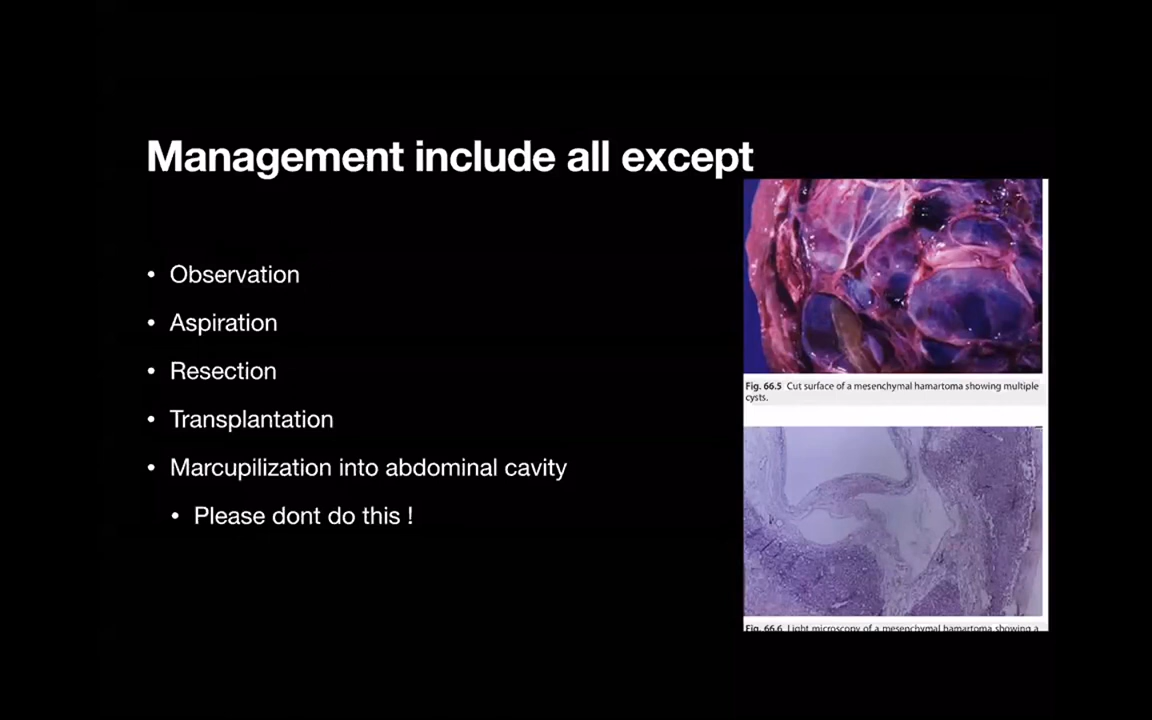 Management include all except
• Observation
• Aspiration
• Resection
• Transplantation
• Marcupilization into abdominal cavity
• Please dont do this !
Fig. 66.5 Cut surface of a mesenchymal hamartoma showing multiple
cysts.
Fig. 66.6 Light microscopy of a mesenchymal hamartoma showing a